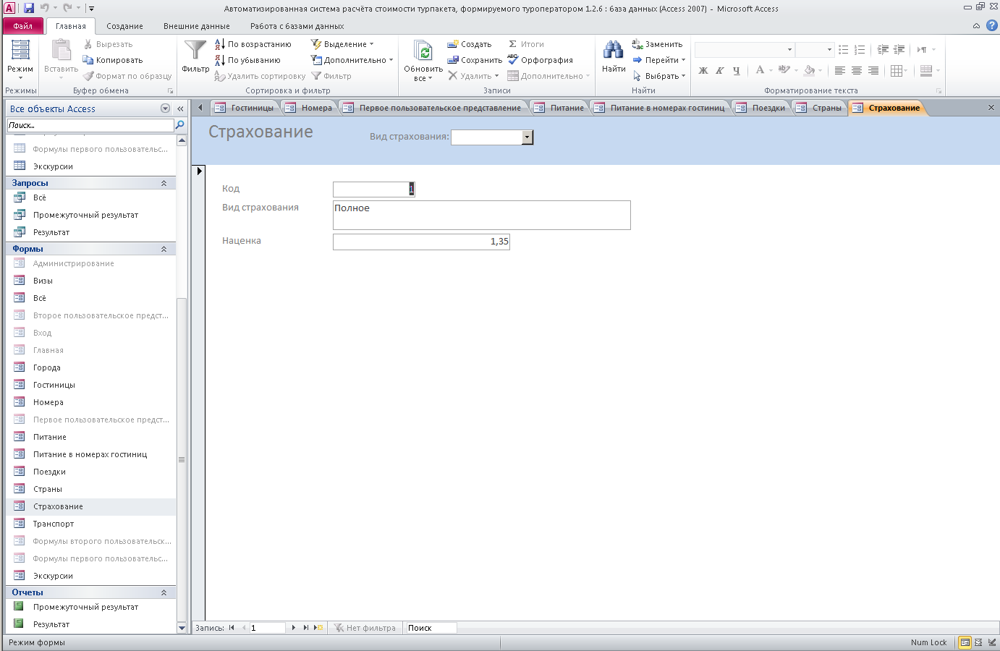 Автоматизированная система расчёта стоимости турпакета, формируемого туроператором 1.2.6 : база данных (Access 2007) - Microsoft Access
Файл Главная Создание Внешние данные Работа с базами данных
Режим
Режимы
Вставить
Вырезать
Копировать
Формат по образцу
Буфер обмена
Фильтр
По возрастанию
По убыванию
Удалить сортировку
Выделение
Дополнительно
Фильтр
Сортировка и фильтр
Обновить
все
Создать
Сохранить
Удалить
Итоги
Орфография
Дополнительно
Записи
Найти
Заменить
Перейти
Выбрать
Найти
Ж К Ч
Форматирование текста
Все объекты Access
Поиск...
Формулы первого пользовательс...
Экскурсии
Запросы
Всё
Промежуточный результат
Результат
Формы
Администрирование
Визы
Всё
Второе пользовательское предст...
Вход
Главная
Города
Гостиницы
Номера
Первое пользовательское предст...
Питание
Питание в номерах гостиниц
Поездки
Страны
Страхование
Транспорт
Формулы второго пользовательск...
Формулы первого пользовательс...
Экскурсии
Отчеты
Промежуточный результат
Результат
Гостиницы Номера Первое пользовательское представление Питание Питание в номерах гостиниц Поездки Страны Страхование
Страхование
Вид страхования:
Код 1
Вид страхования Полное
Наценка 1,35
Запись: 1 Нет фильтра Поиск
Режим формы Num Lock